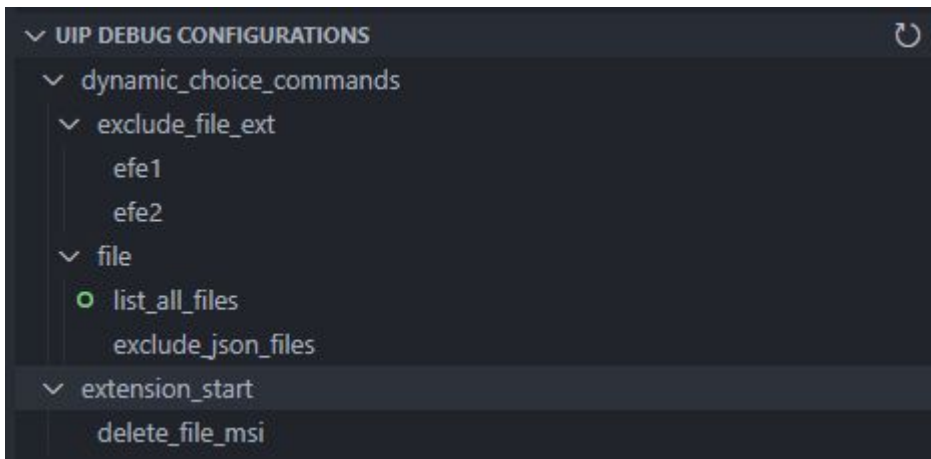 UIP DEBUG CONFIGURATIONS
dynamic_choice_commands
exclude_file_ext
efe1
efe2
file
list_all_files
exclude_json_files
extension_start
delete_file_msi